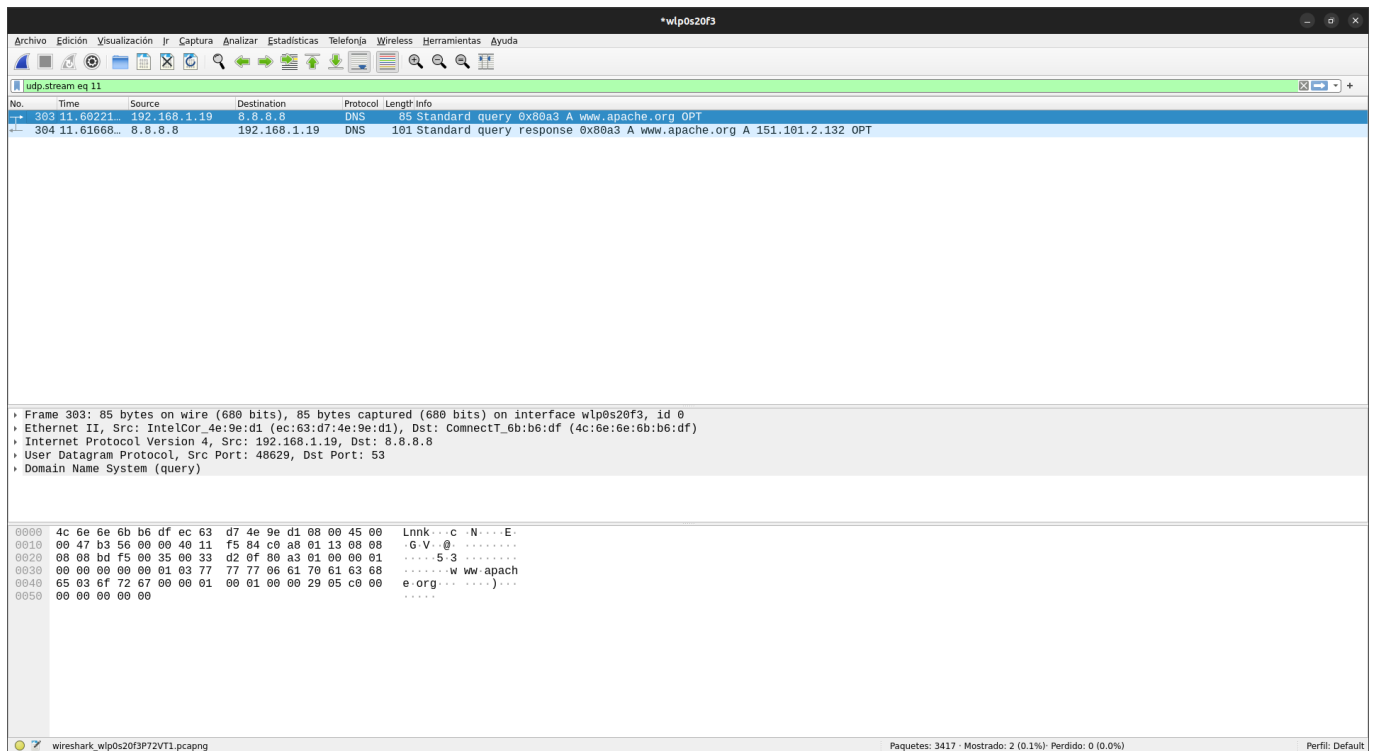 *wlp0s20f3
Archivo Edición Visualización Ir Captura Analizar Estadísticas Telefonía Wireless Herramientas Ayuda
udp.stream eq 11
No. Time Source Destination Protocol Length Info
303 11.60221… 192.168.1.19 8.8.8.8 DNS 85 Standard query 0x80a3 A www.apache.org OPT
304 11.61668… 8.8.8.8 192.168.1.19 DNS 101 Standard query response 0x80a3 A www.apache.org A 151.101.2.132 OPT
Frame 303: 85 bytes on wire (680 bits), 85 bytes captured (680 bits) on interface wlp0s20f3, id 0
Ethernet II, Src: IntelCor_4e:9e:d1 (ec:63:d7:4e:9e:d1), Dst: ComnectT_6b:b6:df (4c:6e:6e:6b:b6:df)
Internet Protocol Version 4, Src: 192.168.1.19, Dst: 8.8.8.8
User Datagram Protocol, Src Port: 48629, Dst Port: 53
Domain Name System (query)
0000 4c 6e 6e 6b b6 df ec 63 d7 4e 9e d1 08 00 45 00 Lnnk···c ·N····E·
0010 00 47 b3 56 00 00 40 11 f5 84 c0 a8 01 13 08 08 ·G·V··@· ········
0020 08 08 bd f5 00 35 00 33 d2 0f 80 a3 01 00 00 01 ·····5·3 ········
0030 00 00 00 00 00 01 03 77 77 77 06 61 70 61 63 68 ·······w ww·apach
0040 65 03 6f 72 67 00 00 01 00 01 00 00 29 05 c0 00 e·org··· ····)···
0050 00 00 00 00 00 ·····
wireshark_wlp0s20f3P72VT1.pcapng Paquetes: 3417 · Mostrado: 2 (0.1%)· Perdido: 0 (0.0%) Perfil: Default